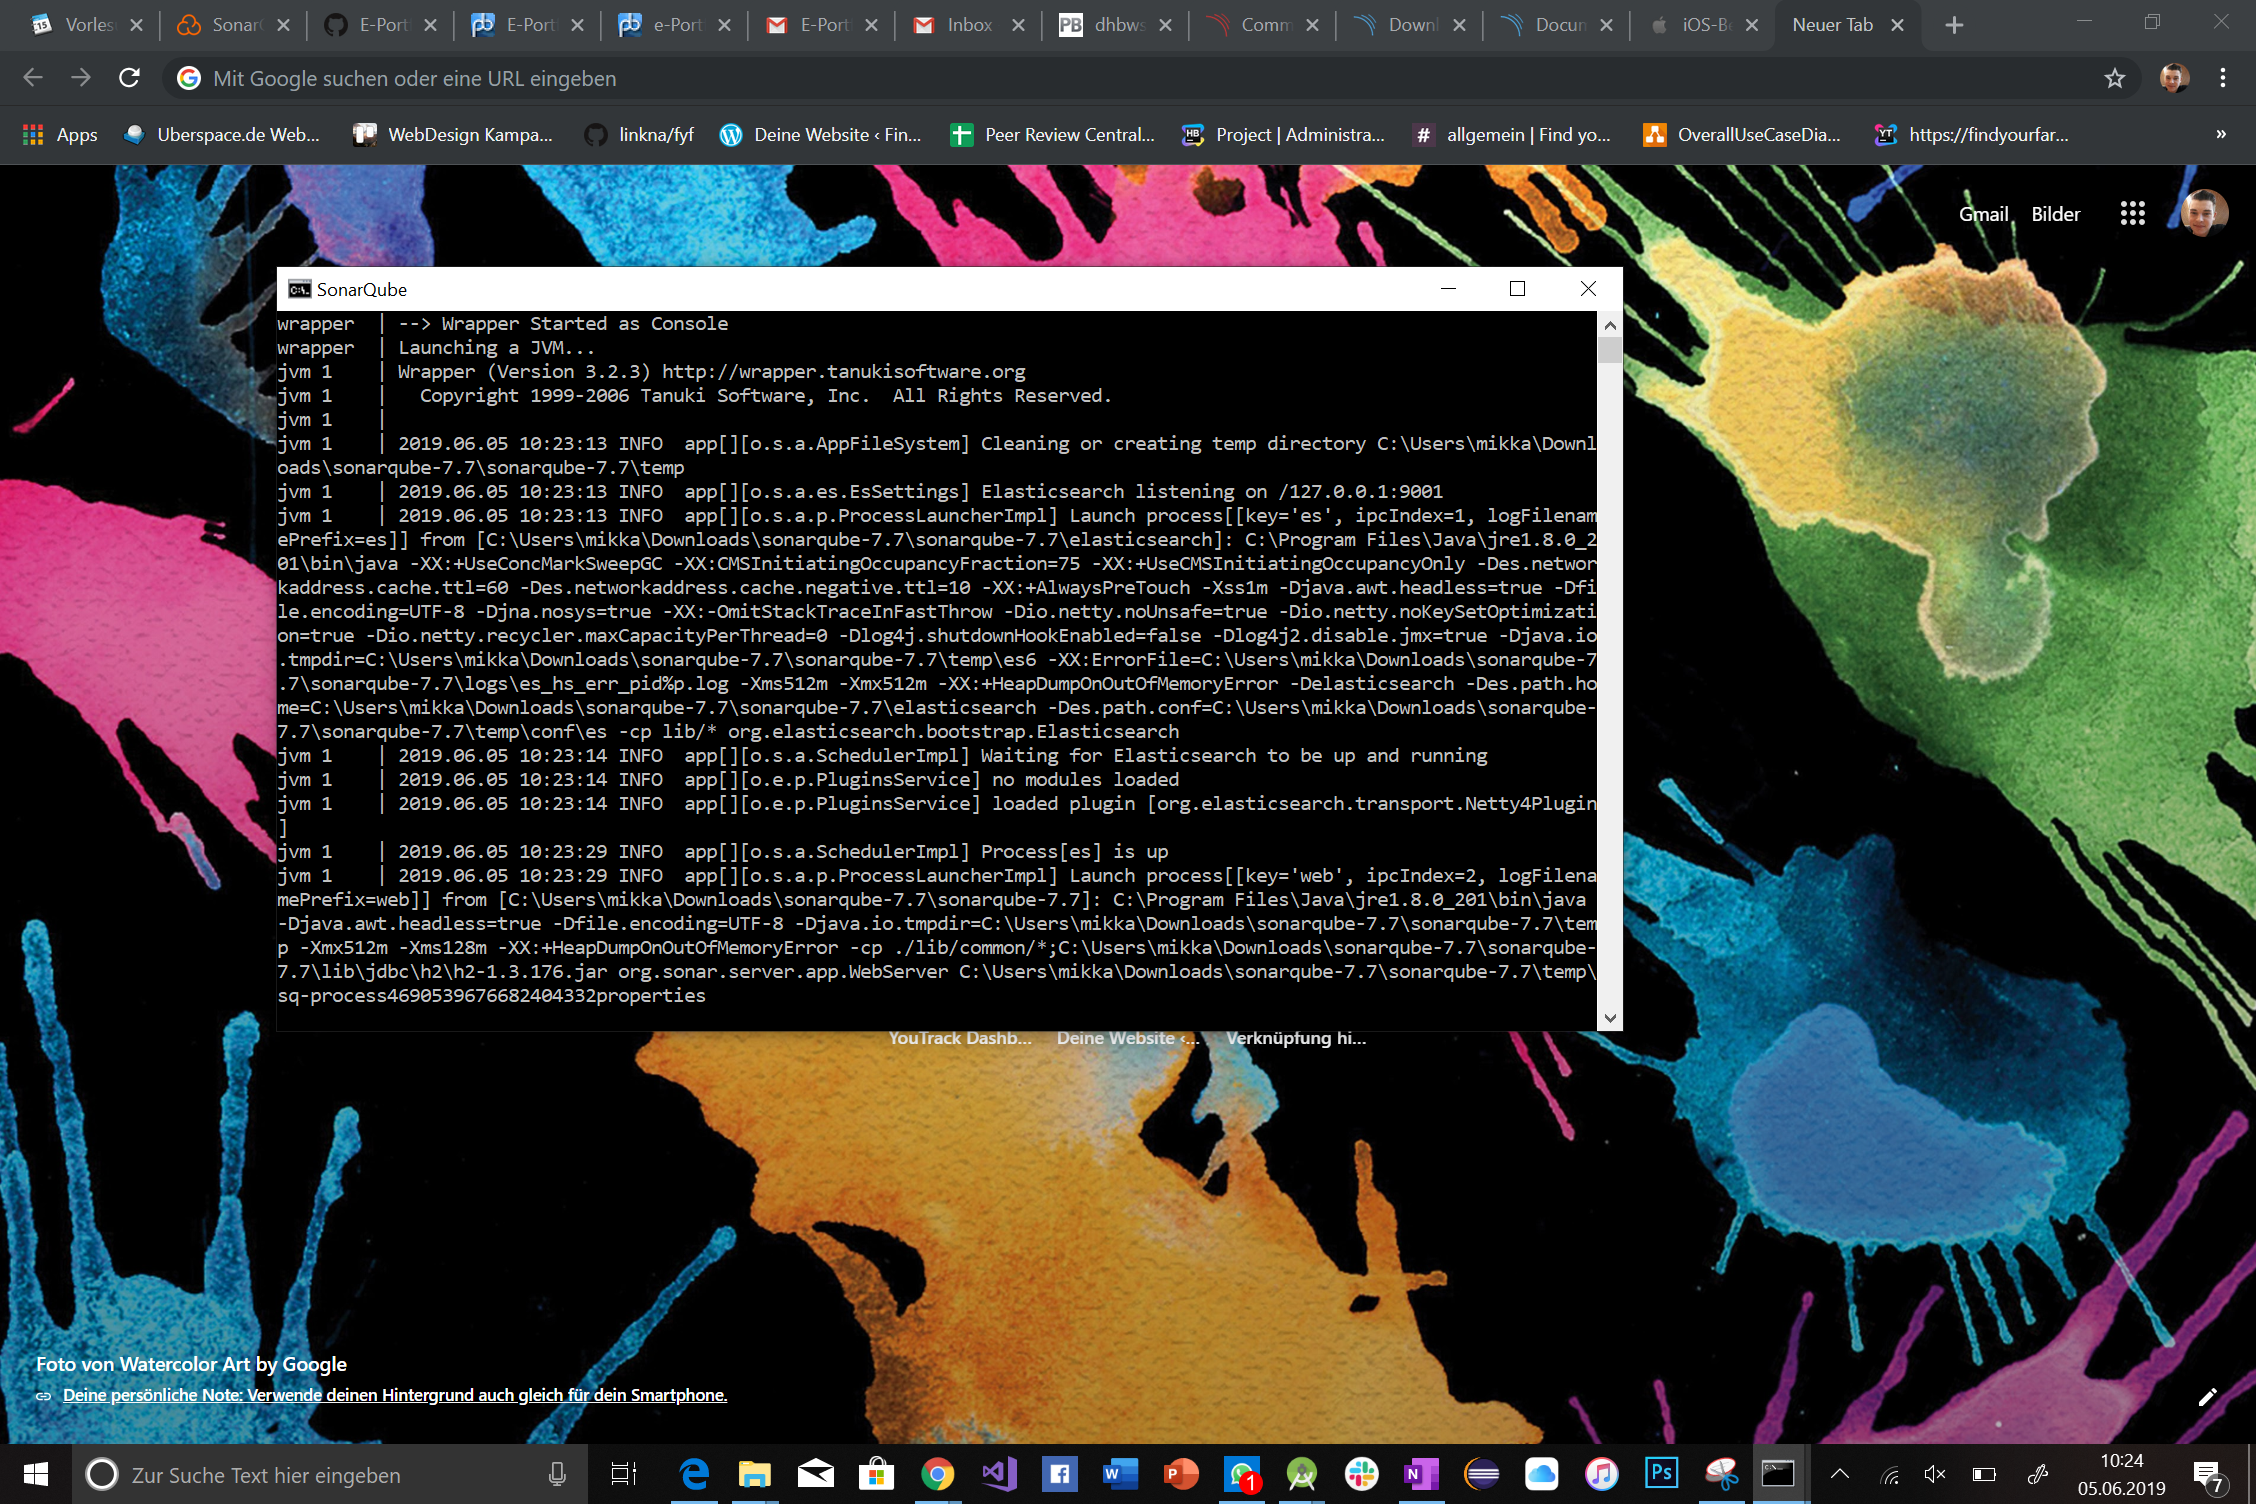 Vorles
SonarQ
E-Port
E-Port
e-Port
E-Port
Inbox
dhbws
Comm
Downl
Docum
iOS-Be
Neuer Tab
Mit Google suchen oder eine URL eingeben
Apps
Uberspace.de Web...
WebDesign Kampa...
linkna/fyf
Deine Website ‹ Fin...
Peer Review Central...
Project | Administra...
allgemein | Find yo...
OverallUseCaseDia...
https://findyourfar...
»
Gmail
Bilder
SonarQube
wrapper  | --> Wrapper Started as Console
wrapper  | Launching a JVM...
jvm 1    | Wrapper (Version 3.2.3) http://wrapper.tanukisoftware.org
jvm 1    |   Copyright 1999-2006 Tanuki Software, Inc.  All Rights Reserved.
jvm 1    |
jvm 1    | 2019.06.05 10:23:13 INFO  app[][o.s.a.AppFileSystem] Cleaning or creating temp directory C:\Users\mikka\Downl
oads\sonarqube-7.7\sonarqube-7.7\temp
jvm 1    | 2019.06.05 10:23:13 INFO  app[][o.s.a.es.EsSettings] Elasticsearch listening on /127.0.0.1:9001
jvm 1    | 2019.06.05 10:23:13 INFO  app[][o.s.a.p.ProcessLauncherImpl] Launch process[[key='es', ipcIndex=1, logFilenam
ePrefix=es]] from [C:\Users\mikka\Downloads\sonarqube-7.7\sonarqube-7.7\elasticsearch]: C:\Program Files\Java\jre1.8.0_2
01\bin\java -XX:+UseConcMarkSweepGC -XX:CMSInitiatingOccupancyFraction=75 -XX:+UseCMSInitiatingOccupancyOnly -Des.networ
kaddress.cache.ttl=60 -Des.networkaddress.cache.negative.ttl=10 -XX:+AlwaysPreTouch -Xss1m -Djava.awt.headless=true -Dfi
le.encoding=UTF-8 -Djna.nosys=true -XX:-OmitStackTraceInFastThrow -Dio.netty.noUnsafe=true -Dio.netty.noKeySetOptimizati
on=true -Dio.netty.recycler.maxCapacityPerThread=0 -Dlog4j.shutdownHookEnabled=false -Dlog4j2.disable.jmx=true -Djava.io
.tmpdir=C:\Users\mikka\Downloads\sonarqube-7.7\sonarqube-7.7\temp\es6 -XX:ErrorFile=C:\Users\mikka\Downloads\sonarqube-7
.7\sonarqube-7.7\logs\es_hs_err_pid%p.log -Xms512m -Xmx512m -XX:+HeapDumpOnOutOfMemoryError -Delasticsearch -Des.path.ho
me=C:\Users\mikka\Downloads\sonarqube-7.7\sonarqube-7.7\elasticsearch -Des.path.conf=C:\Users\mikka\Downloads\sonarqube-
7.7\sonarqube-7.7\temp\conf\es -cp lib/* org.elasticsearch.bootstrap.Elasticsearch
jvm 1    | 2019.06.05 10:23:14 INFO  app[][o.s.a.SchedulerImpl] Waiting for Elasticsearch to be up and running
jvm 1    | 2019.06.05 10:23:14 INFO  app[][o.e.p.PluginsService] no modules loaded
jvm 1    | 2019.06.05 10:23:14 INFO  app[][o.e.p.PluginsService] loaded plugin [org.elasticsearch.transport.Netty4Plugin
]
jvm 1    | 2019.06.05 10:23:29 INFO  app[][o.s.a.SchedulerImpl] Process[es] is up
jvm 1    | 2019.06.05 10:23:29 INFO  app[][o.s.a.p.ProcessLauncherImpl] Launch process[[key='web', ipcIndex=2, logFilena
mePrefix=web]] from [C:\Users\mikka\Downloads\sonarqube-7.7\sonarqube-7.7]: C:\Program Files\Java\jre1.8.0_201\bin\java
-Djava.awt.headless=true -Dfile.encoding=UTF-8 -Djava.io.tmpdir=C:\Users\mikka\Downloads\sonarqube-7.7\sonarqube-7.7\tem
p -Xmx512m -Xms128m -XX:+HeapDumpOnOutOfMemoryError -cp ./lib/common/*;C:\Users\mikka\Downloads\sonarqube-7.7\sonarqube-
7.7\lib\jdbc\h2\h2-1.3.176.jar org.sonar.server.app.WebServer C:\Users\mikka\Downloads\sonarqube-7.7\sonarqube-7.7\temp\
sq-process4690539676682404332properties
YouTrack Dashb...
Deine Website ‹...
Verknüpfung hi...
Foto von Watercolor Art by Google
Deine persönliche Note: Verwende deinen Hintergrund auch gleich für dein Smartphone.
Zur Suche Text hier eingeben
1
10:24
05.06.2019
7